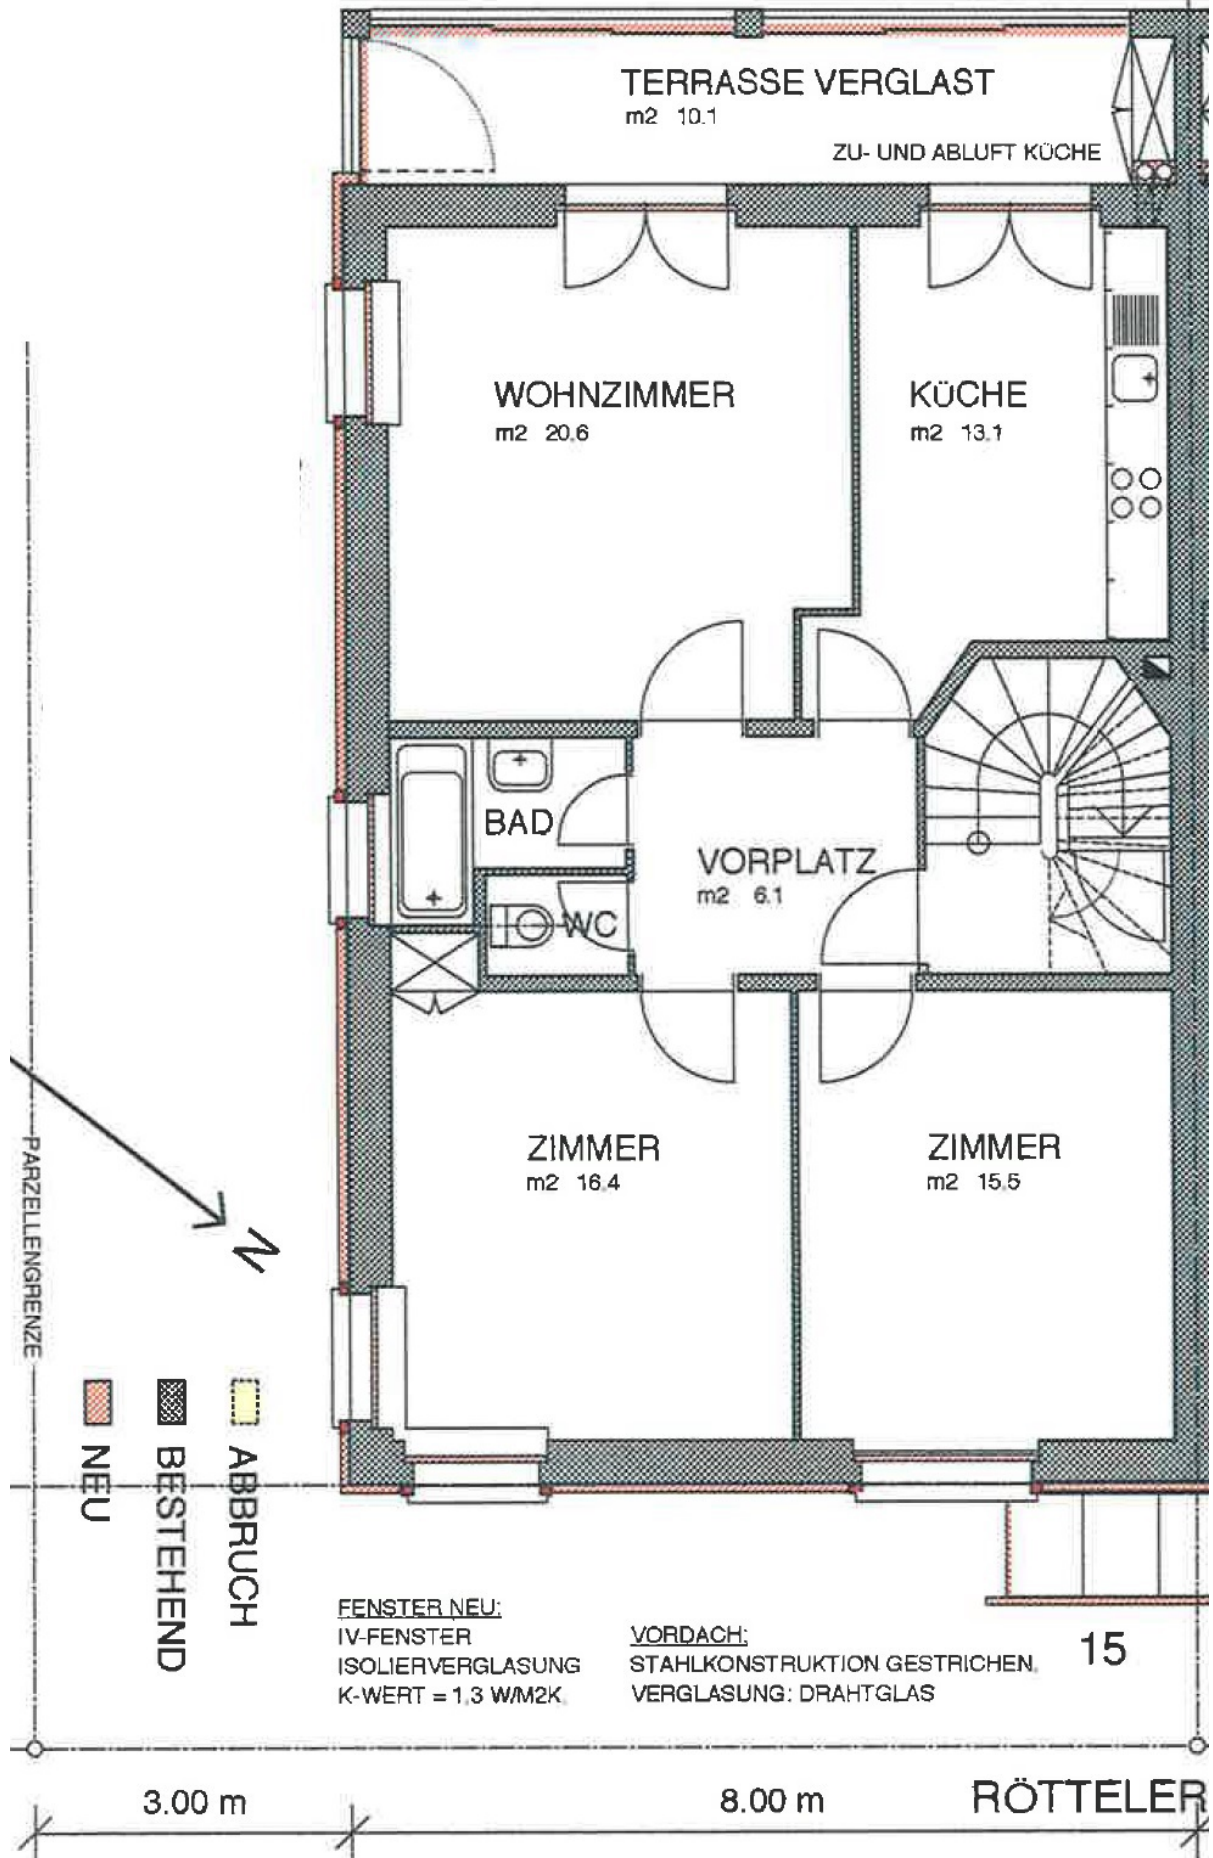 TERRASSE VERGLAST
m2 10.1
ZU- UND ABLUFT KÜCHE
WOHNZIMMER
m2 20.6
KÜCHE
m2 13.1
BAD
VORPLATZ
m2 6.1
WC
ZIMMER
m2 16.4
ZIMMER
m2 15.5
N
PARZELLENGRENZE
ABBRUCH
BESTEHEND
NEU
FENSTER NEU:
IV-FENSTER
ISOLIERVERGLASUNG
K-WERT = 1.3 W/M2K.
VORDACH:
STAHLKONSTRUKTION GESTRICHEN.
VERGLASUNG: DRAHTGLAS
15
3.00 m
8.00 m
RÖTTELER